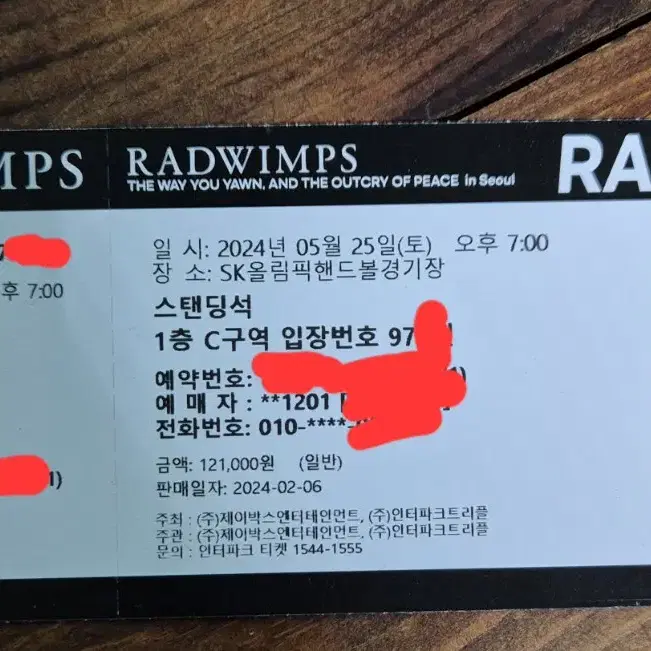 MPS
후 7:00
1)
RADWIMPS
THE WAY YOU YAWN, AND THE OUTCRY OF PEACE in Seoul
일 시: 2024년 05월 25일(토) 오후 7:00
장 소: SK올림픽핸드볼경기장
스탠딩석
1층 C구역 입장번호 97
예약번호: 1)
예 매 자 : **1201 [
전화번호: 010-****-
금액: 121,000원 (일반)
판매일자: 2024-02-06
주최 : (주)제이박스엔터테인먼트, (주)인터파크트리플
주관 : (주)제이박스엔터테인먼트, (주)인터파크트리플
문의 : 인터파크 티켓 1544-1555
RA